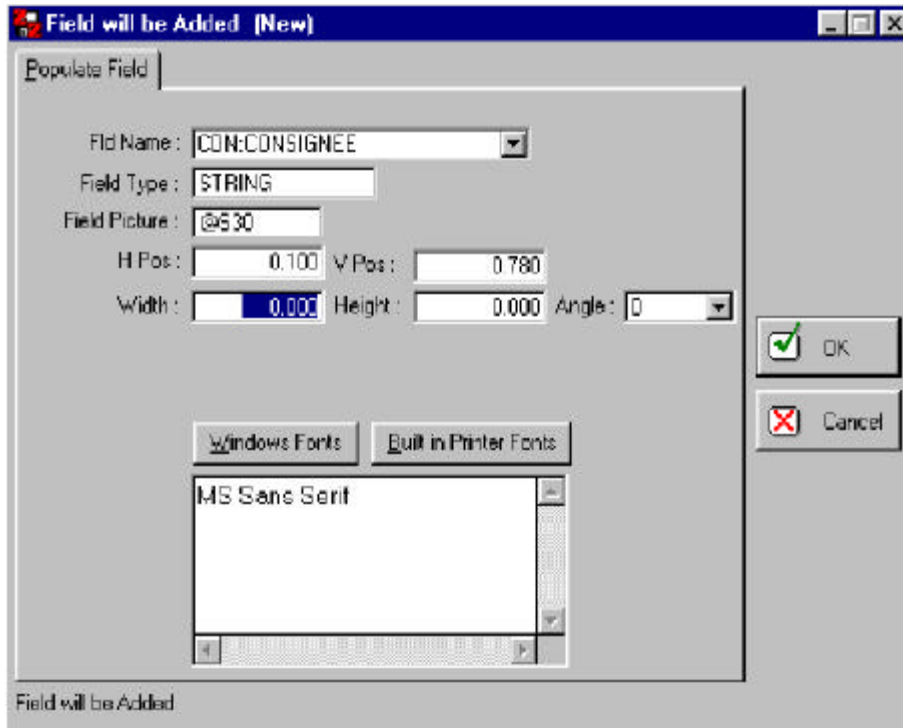 Field will be Added (New)
Populate Field
Fld Name : CON:CONSIGNEE
Field Type : STRING
Field Picture : @S30
H Pos : 0.100 V Pos : 0.780
Width : 0.000 Height : 0.000 Angle : 0
OK
Cancel
Windows Fonts Built in Printer Fonts
MS Sans Serif
Field will be Added